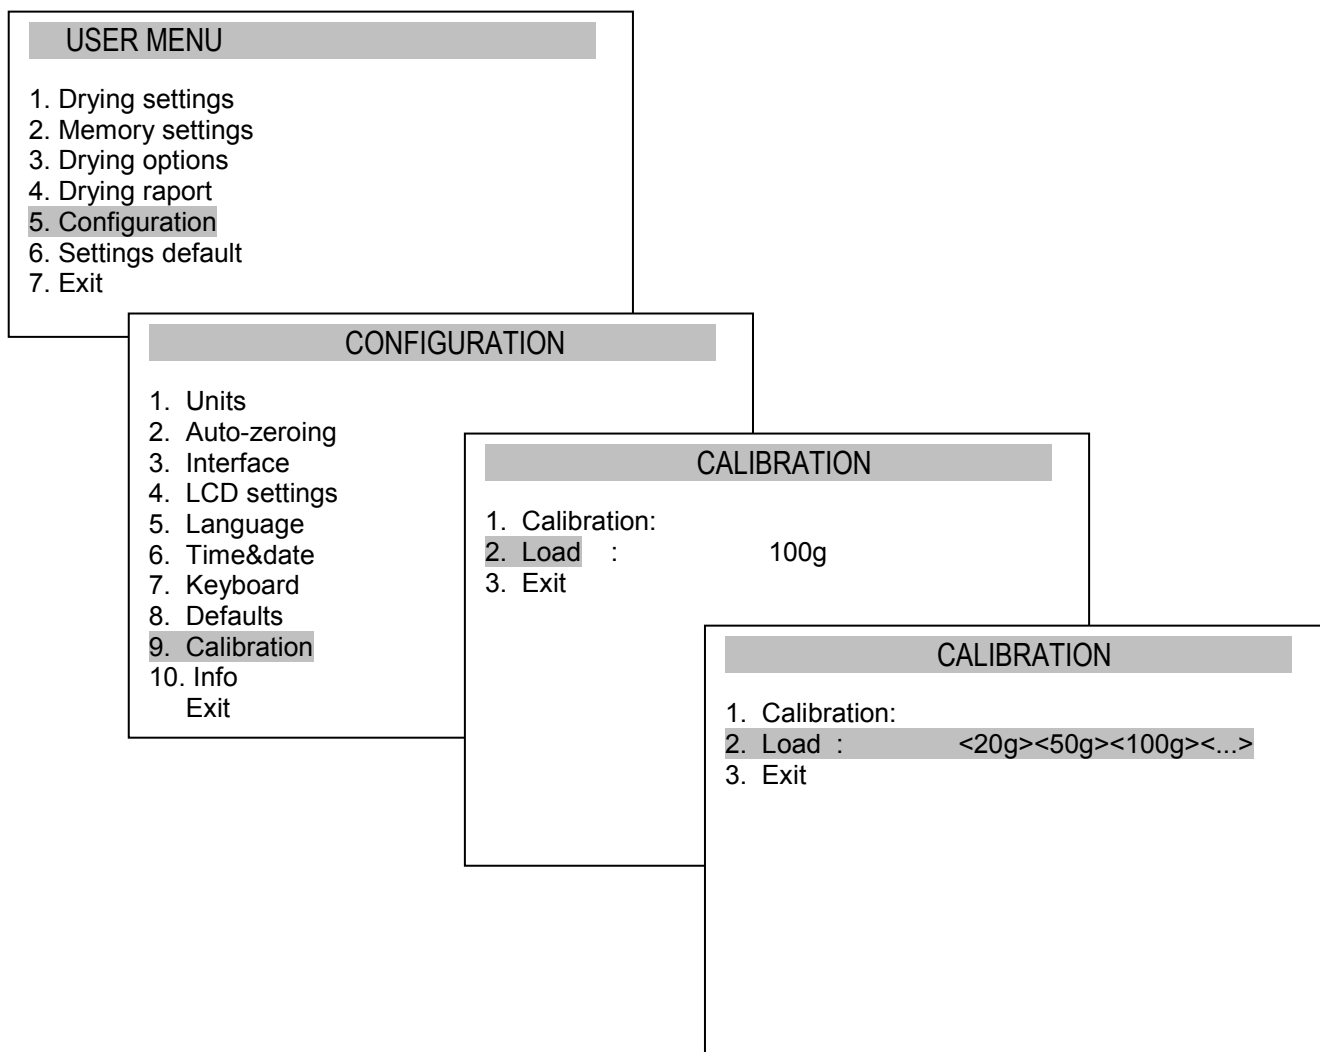 USER MENU
1. Drying settings
2. Memory settings
3. Drying options
4. Drying raport
5. Configuration
6. Settings default
7. Exit
CONFIGURATION
1. Units
2. Auto-zeroing
3. Interface
4. LCD settings
5. Language
6. Time&date
7. Keyboard
8. Defaults
9. Calibration
10. Info
Exit
CALIBRATION
1. Calibration:
2. Load : 100g
3. Exit
CALIBRATION
1. Calibration:
2. Load : <20g><50g><100g><...>
3. Exit